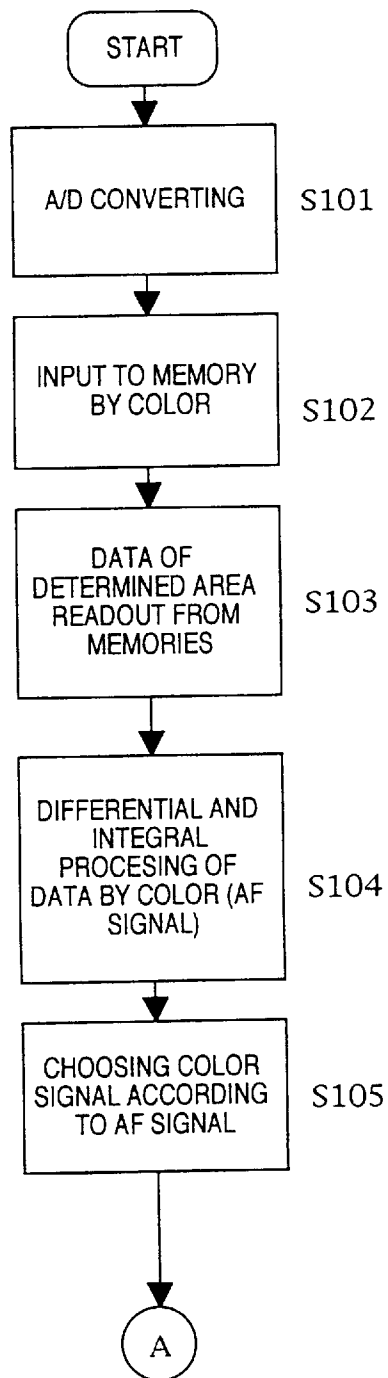 START
A/D CONVERTING
S101
INPUT TO MEMORY
BY COLOR
S102
DATA OF
DETERMINED AREA
READOUT FROM
MEMORIES
S103
DIFFERENTIAL AND
INTEGRAL
PROCESING OF
DATA BY COLOR (AF
SIGNAL)
S104
CHOOSING COLOR
SIGNAL ACCORDING
TO AF SIGNAL
S105
A